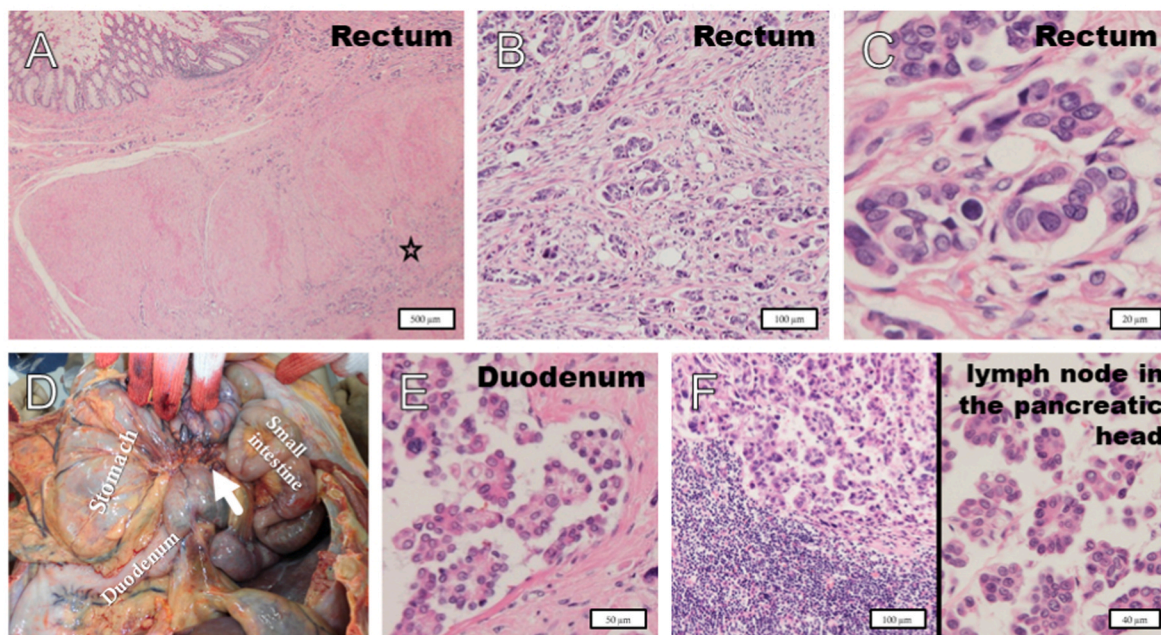 A
Rectum
500 µm
B
Rectum
100 µm
C
Rectum
20 µm
D
Stomach
Small
intestine
Duodenum
E
Duodenum
50 µm
F
100 µm
lymph node in
the pancreatic
head
40 µm